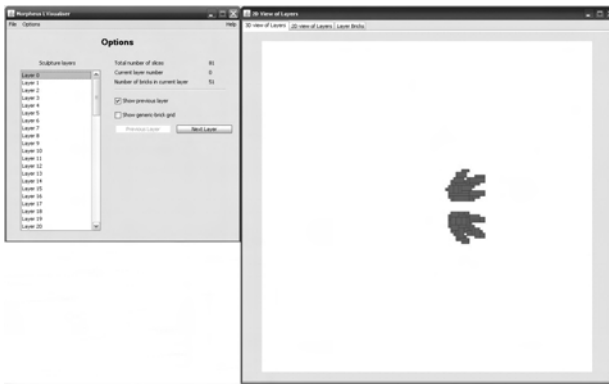 Morpheus 1 Visualizer
File Options Help
Options
Sculpture layers
Layer 0
Layer 1
Layer 2
Layer 3
Layer 4
Layer 5
Layer 6
Layer 7
Layer 8
Layer 9
Layer 10
Layer 11
Layer 12
Layer 13
Layer 14
Layer 15
Layer 16
Layer 17
Layer 18
Layer 19
Layer 20
Total number of slices 81
Current layer number 0
Number of bricks in current layer 51
Show previous layer
Show generic brick grid
Previous Layer Next Layer
View of Layers
View of Layers 2D view of Layers Layer Bricks